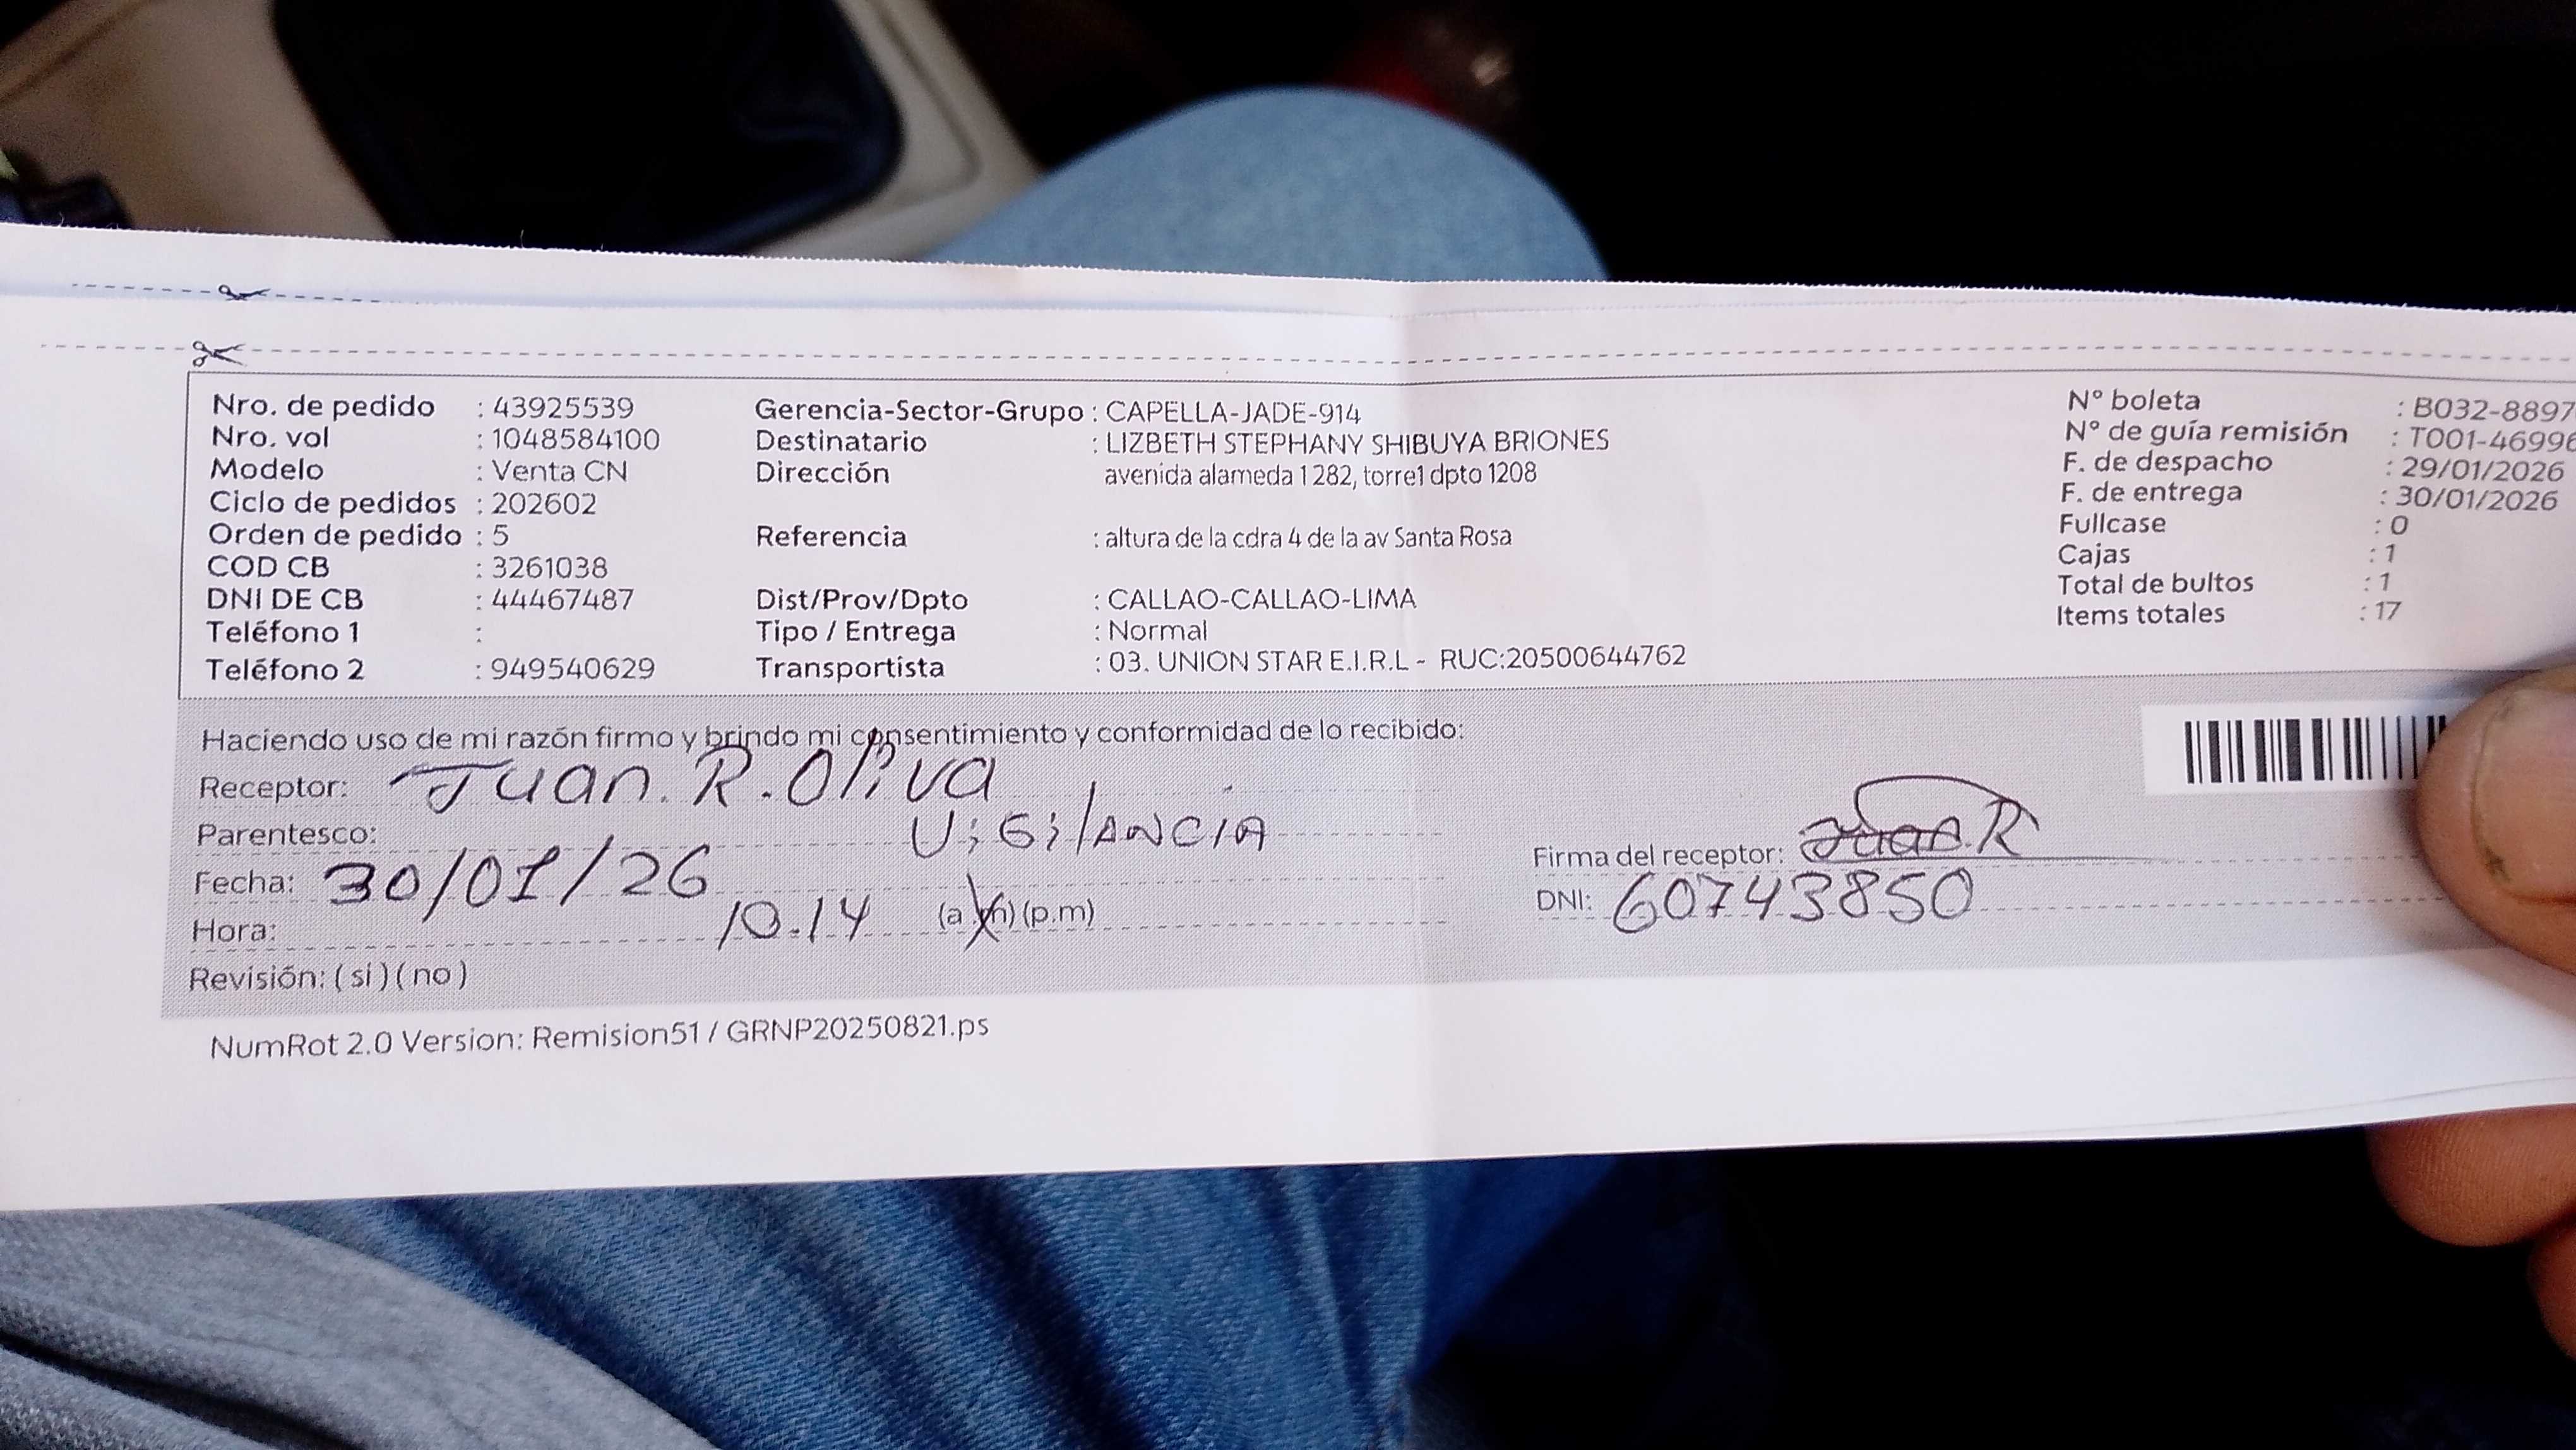 Nro. de pedido : 43925539
Nro. vol : 1048584100
Modelo : Venta CN
Ciclo de pedidos : 202602
Orden de pedido : 5
COD CB : 3261038
DNI DE CB : 44467487
Teléfono 1 :
Teléfono 2 : 949540629
Gerencia-Sector-Grupo : CAPELLA-JADE-914
Destinatario : LIZBETH STEPHANY SHIBUYA BRIONES
Dirección avenida alameda 1 282, torre1 dpto 1208
Referencia : altura de la cdra 4 de la av Santa Rosa
Dist/Prov/Dpto : CALLAO-CALLAO-LIMA
Tipo / Entrega : Normal
Transportista : 03. UNION STAR E.I.R.L - RUC:20500644762
N° boleta : B032-8897
N° de guía remisión : T001-46996
F. de despacho : 29/01/2026
F. de entrega : 30/01/2026
Fullcase : 0
Cajas : 1
Total de bultos : 1
Items totales : 17
Haciendo uso de mi razón firmo y brindo mi consentimiento y conformidad de lo recibido:
Receptor: Juan. R. Oliva
Parentesco: ViGilANCiA
Fecha: 30/01/26
Hora: 10.14 (a.m) (p.m)
Revisión: ( si ) ( no )
Firma del receptor: Juan.R
DNI: 60743850
NumRot 2.0 Version: Remision51 / GRNP20250821.ps